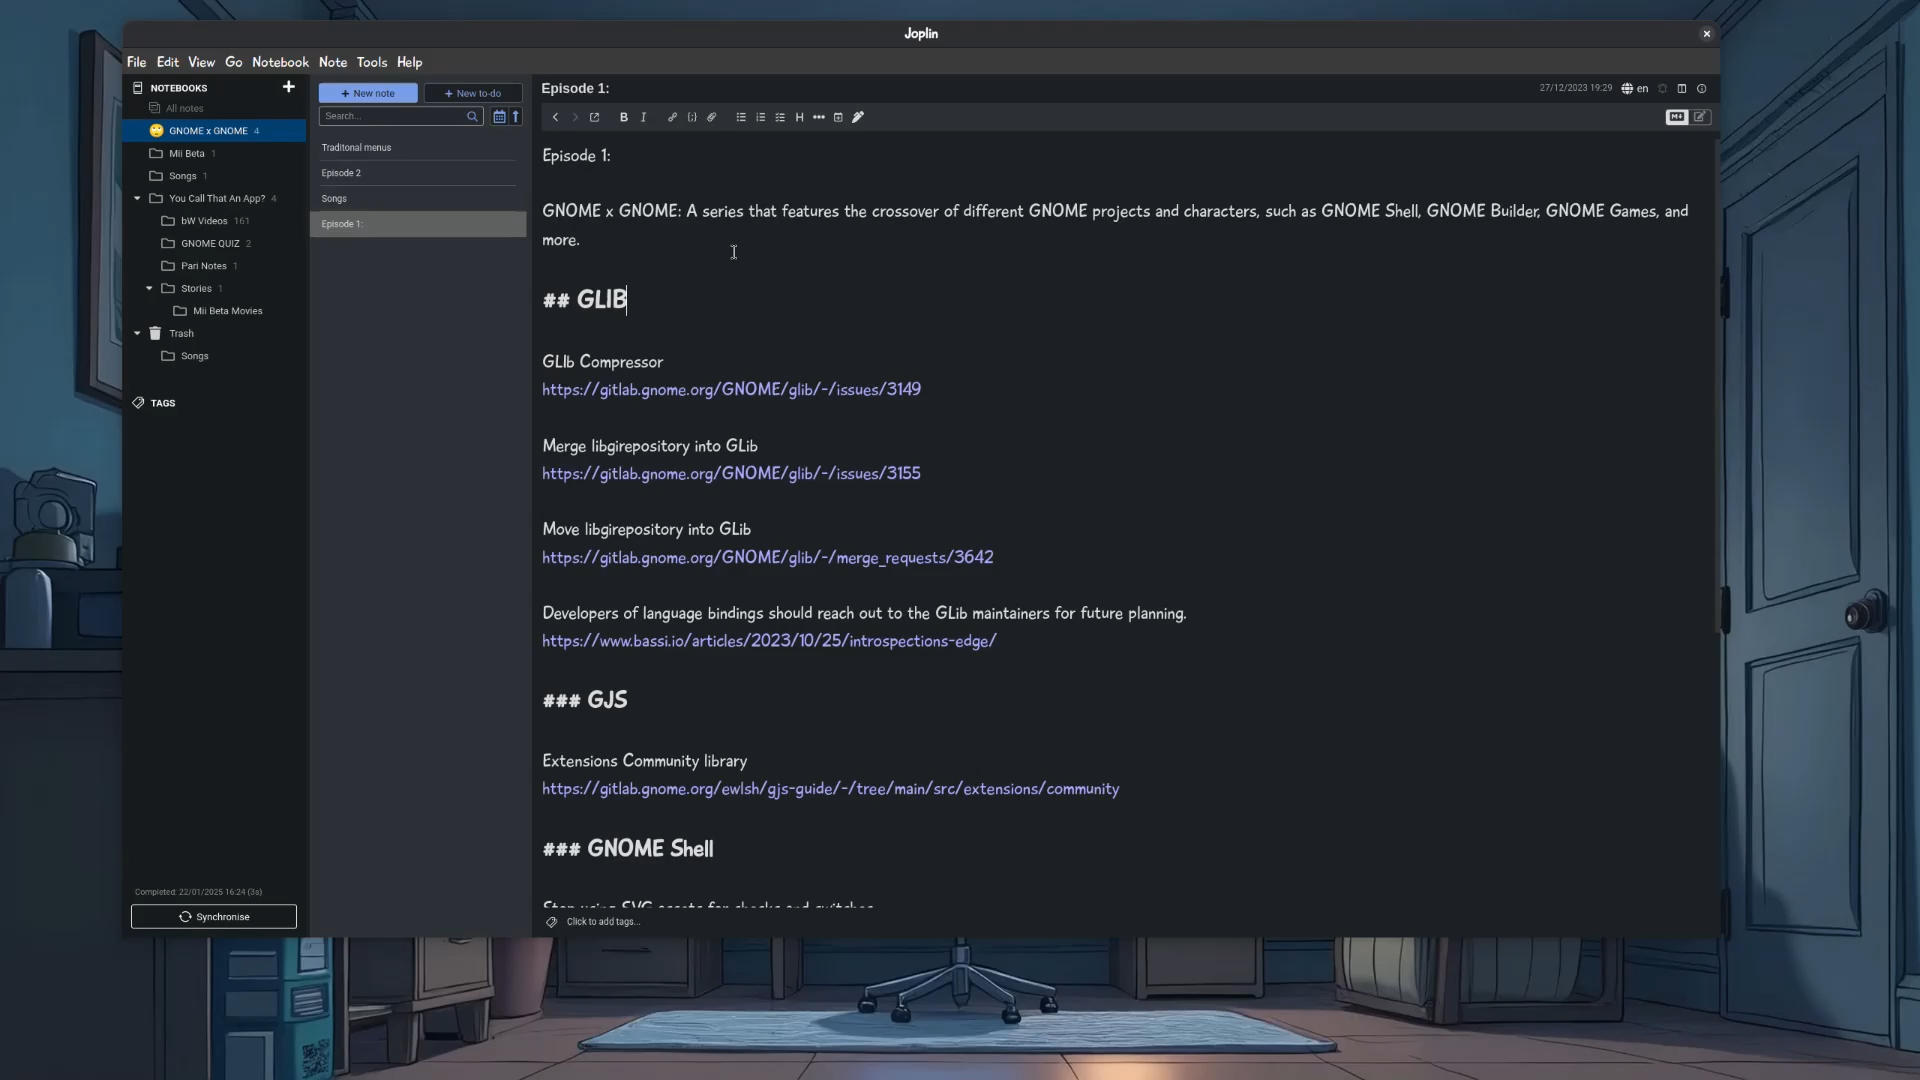 Joplin
File Edit View Go Notebook Note Tools Help
NOTEBOOKS
All notes
GNOME x GNOME 4
Mii Beta 1
Songs 1
You Call That An App? 4
bW Videos 161
GNOME QUIZ 2
Pari Notes 1
Stories 1
Mii Beta Movies
Trash
Songs
TAGS
Completed: 22/01/2025 16:24 (3s)
Synchronise
+ New note
+ New to-do
Search...
Traditonal menus
Episode 2
Songs
Episode 1:
Episode 1:
27/12/2023 19:29 en
B I H M
Episode 1:
GNOME x GNOME: A series that features the crossover of different GNOME projects and characters, such as GNOME Shell, GNOME Builder, GNOME Games, and
more.
## GLIB
GLIb Compressor
https://gitlab.gnome.org/GNOME/glib/-/issues/3149
Merge libgirepository into GLib
https://gitlab.gnome.org/GNOME/glib/-/issues/3155
Move libgirepository into GLib
https://gitlab.gnome.org/GNOME/glib/-/merge_requests/3642
Developers of language bindings should reach out to the GLib maintainers for future planning.
https://www.bassi.io/articles/2023/10/25/introspections-edge/
### GJS
Extensions Community library
https://gitlab.gnome.org/ewlsh/gjs-guide/-/tree/main/src/extensions/community
### GNOME Shell
Stop using SVG assets for checks and switches
Click to add tags...